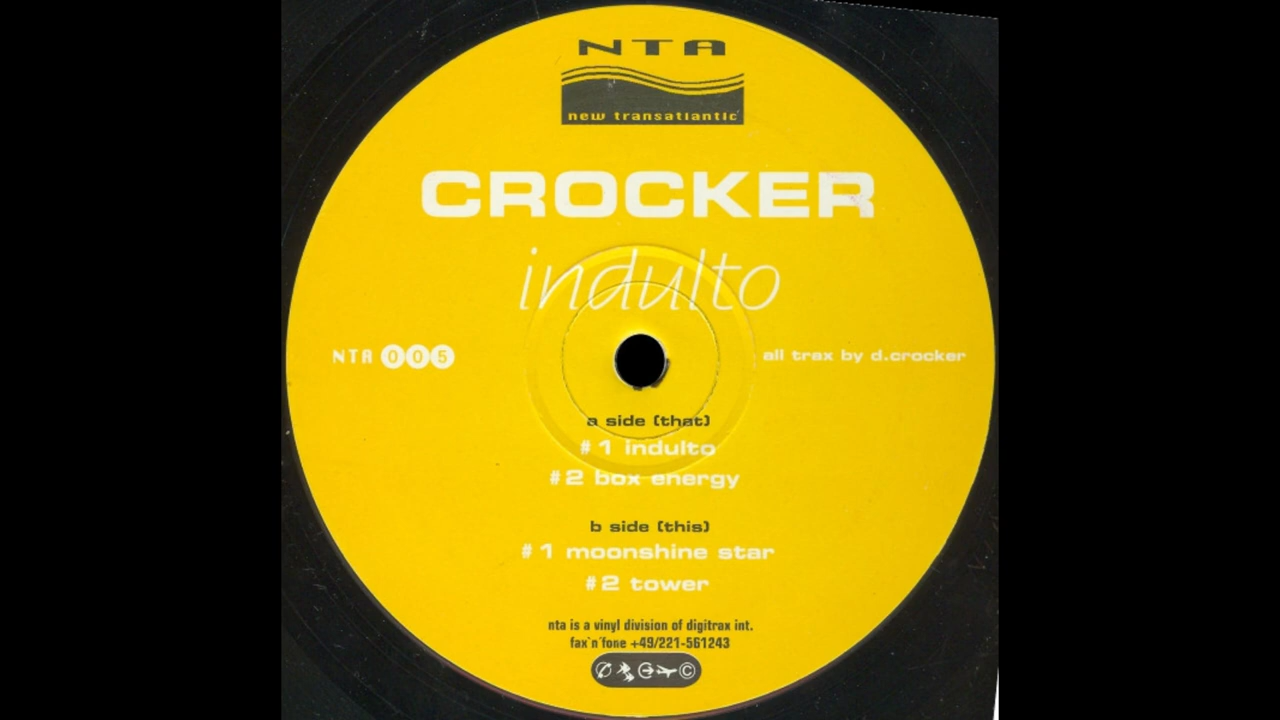 NTA
new transatlantic
CROCKER
indulto
NTA 005
all trax by d.crocker
a side (that)
#1 indulto
#2 box energy
b side (this)
#1 moonshine star
#2 tower
nta is a vinyl division of digitrax int.
fax`n´fone +49/221-561243
©